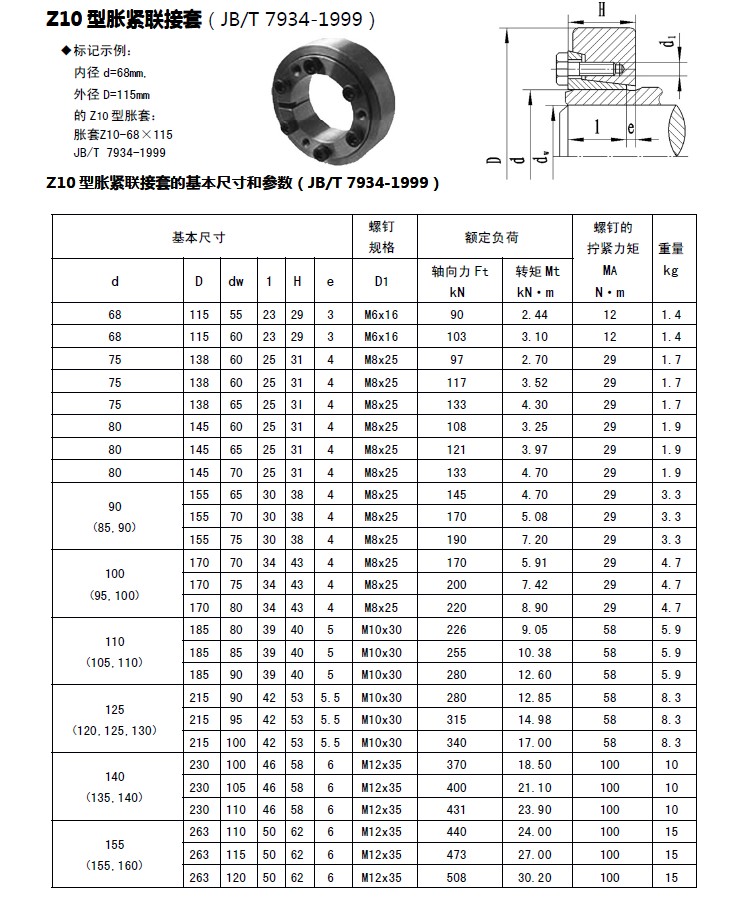 Z10 型胀紧联接套（JB/T 7934-1999）
◆标记示例:
内径 d=68mm,
外径 D=115mm
的 Z10 型胀套:
胀套Z10-68×115
JB/T 7934-1999
H
d1
l
e
D
d
dw
Z10 型胀紧联接套的基本尺寸和参数（JB/T 7934-1999）
基本尺寸 螺钉规格 额定负荷 螺钉的拧紧力矩 MA N·m 重量 kg
d D dw l H e D1 轴向力 Ft kN 转矩 Mt kN·m
68 115 55 23 29 3 M6x16 90 2.44 12 1.4
68 115 60 23 29 3 M6x16 103 3.10 12 1.4
75 138 60 25 31 4 M8x25 97 2.70 29 1.7
75 138 60 25 31 4 M8x25 117 3.52 29 1.7
75 138 65 25 3l 4 M8x25 133 4.30 29 1.7
80 145 60 25 31 4 M8x25 108 3.25 29 1.9
80 145 65 25 31 4 M8x25 121 3.97 29 1.9
80 145 70 25 31 4 M8x25 133 4.70 29 1.9
90 (85,90) 155 65 30 38 4 M8x25 145 4.70 29 3.3
155 70 30 38 4 M8x25 170 5.08 29 3.3
155 75 30 38 4 M8x25 190 7.20 29 3.3
100 (95,100) 170 70 34 43 4 M8x25 170 5.91 29 4.7
170 75 34 43 4 M8x25 200 7.42 29 4.7
170 80 34 43 4 M8x25 220 8.90 29 4.7
110 (105,110) 185 80 39 40 5 M10x30 226 9.05 58 5.9
185 85 39 40 5 M10x30 255 10.38 58 5.9
185 90 39 40 5 M10x30 280 12.60 58 5.9
125 (120,125,130) 215 90 42 53 5.5 M10x30 280 12.85 58 8.3
215 95 42 53 5.5 M10x30 315 14.98 58 8.3
215 100 42 53 5.5 M10x30 340 17.00 58 8.3
140 (135,140) 230 100 46 58 6 M12x35 370 18.50 100 10
230 105 46 58 6 M12x35 400 21.10 100 10
230 110 46 58 6 M12x35 431 23.90 100 10
155 (155,160) 263 110 50 62 6 M12x35 440 24.00 100 15
263 115 50 62 6 M12x35 473 27.00 100 15
263 120 50 62 6 M12x35 508 30.20 100 15